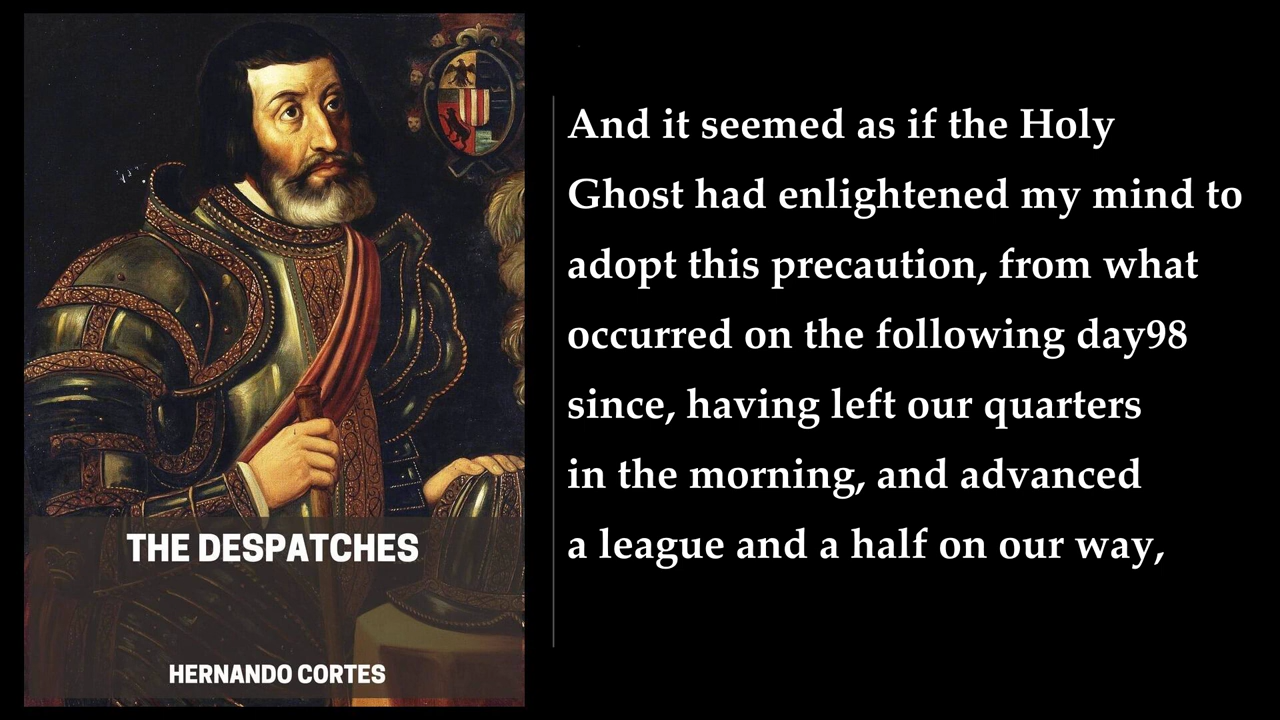 THE DESPATCHES
HERNANDO CORTES
And it seemed as if the Holy
Ghost had enlightened my mind to
adopt this precaution, from what
occurred on the following day98
since, having left our quarters
in the morning, and advanced
a league and a half on our way,